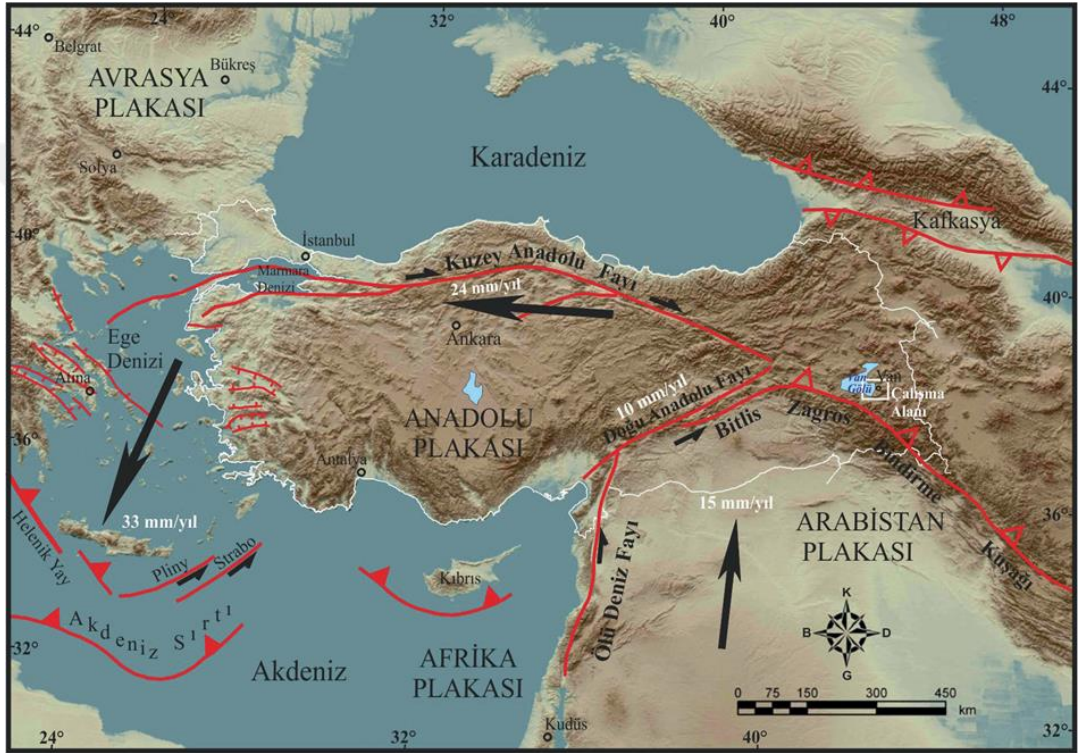 24°
32°
40°
48°
44°
44°
Belgrat
Bükreş
AVRASYA
PLAKASI
Solya
Karadeniz
Kafkasya
40°
40°
İstanbul
Marmara
Denizi
Kuzey Anadolu Fayı
24 mm/yıl
Ankara
Ege
Denizi
Atina
ANADOLU
PLAKASI
10 mm/yıl
Doğu Anadolu Fayı
Bitlis
Zagros
Bindirme
Kuşağı
Van
Gölü
Van
Çalışma
Alanı
36°
36°
Antalya
33 mm/yıl
15 mm/yıl
ARABİSTAN
PLAKASI
Helenik Yay
Pliny
Strabo
Kıbrıs
Ölü Deniz Fayı
Akdeniz Sırtı
Akdeniz
AFRİKA
PLAKASI
K
B
D
G
0 75 150 300 450
km
Kudüs
32°
32°
24°
32°
40°